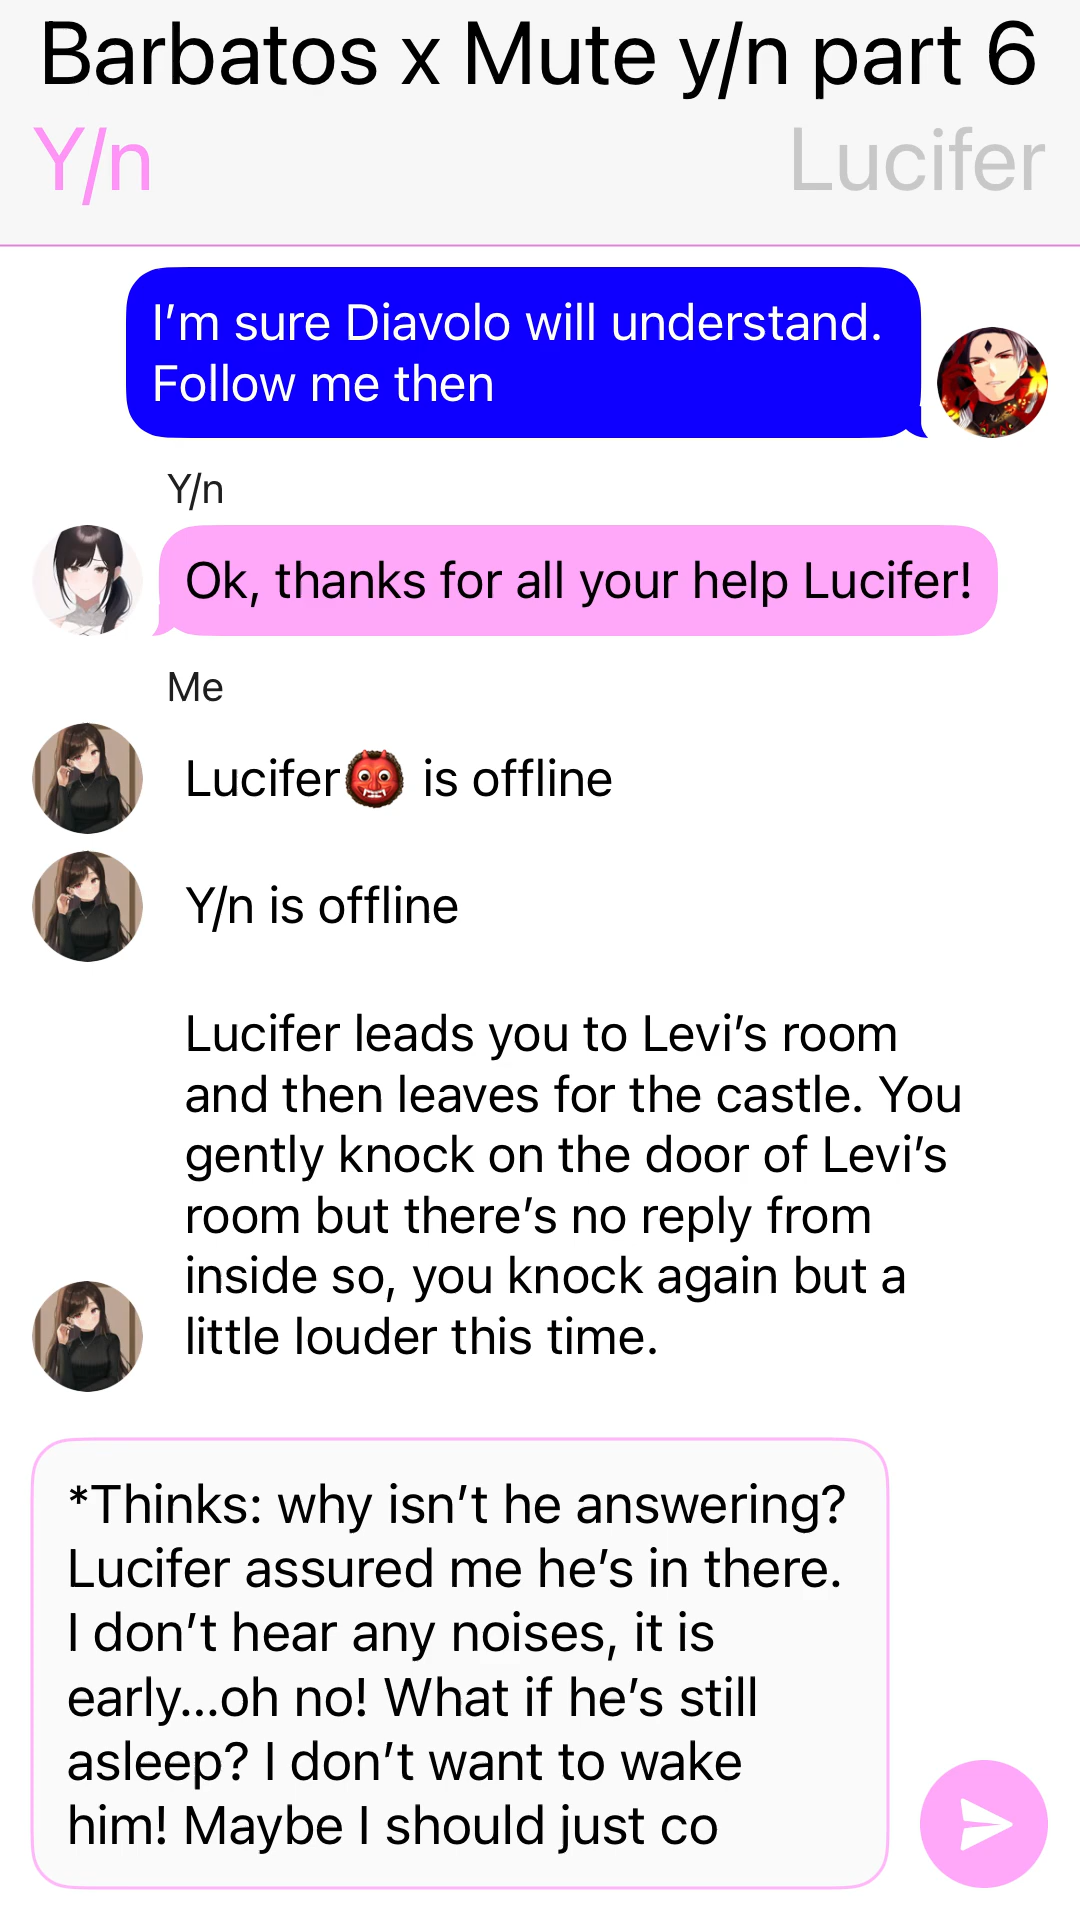 Barbatos x Mute y/n part 6
Y/n
Lucifer
I’m sure Diavolo will understand.
Follow me then
Y/n
Ok, thanks for all your help Lucifer!
Me
Lucifer👹 is offline
Y/n is offline
Lucifer leads you to Levi’s room
and then leaves for the castle. You
gently knock on the door of Levi’s
room but there’s no reply from
inside so, you knock again but a
little louder this time.
*Thinks: why isn’t he answering?
Lucifer assured me he’s in there.
I don’t hear any noises, it is
early...oh no! What if he’s still
asleep? I don’t want to wake
him! Maybe I should just co